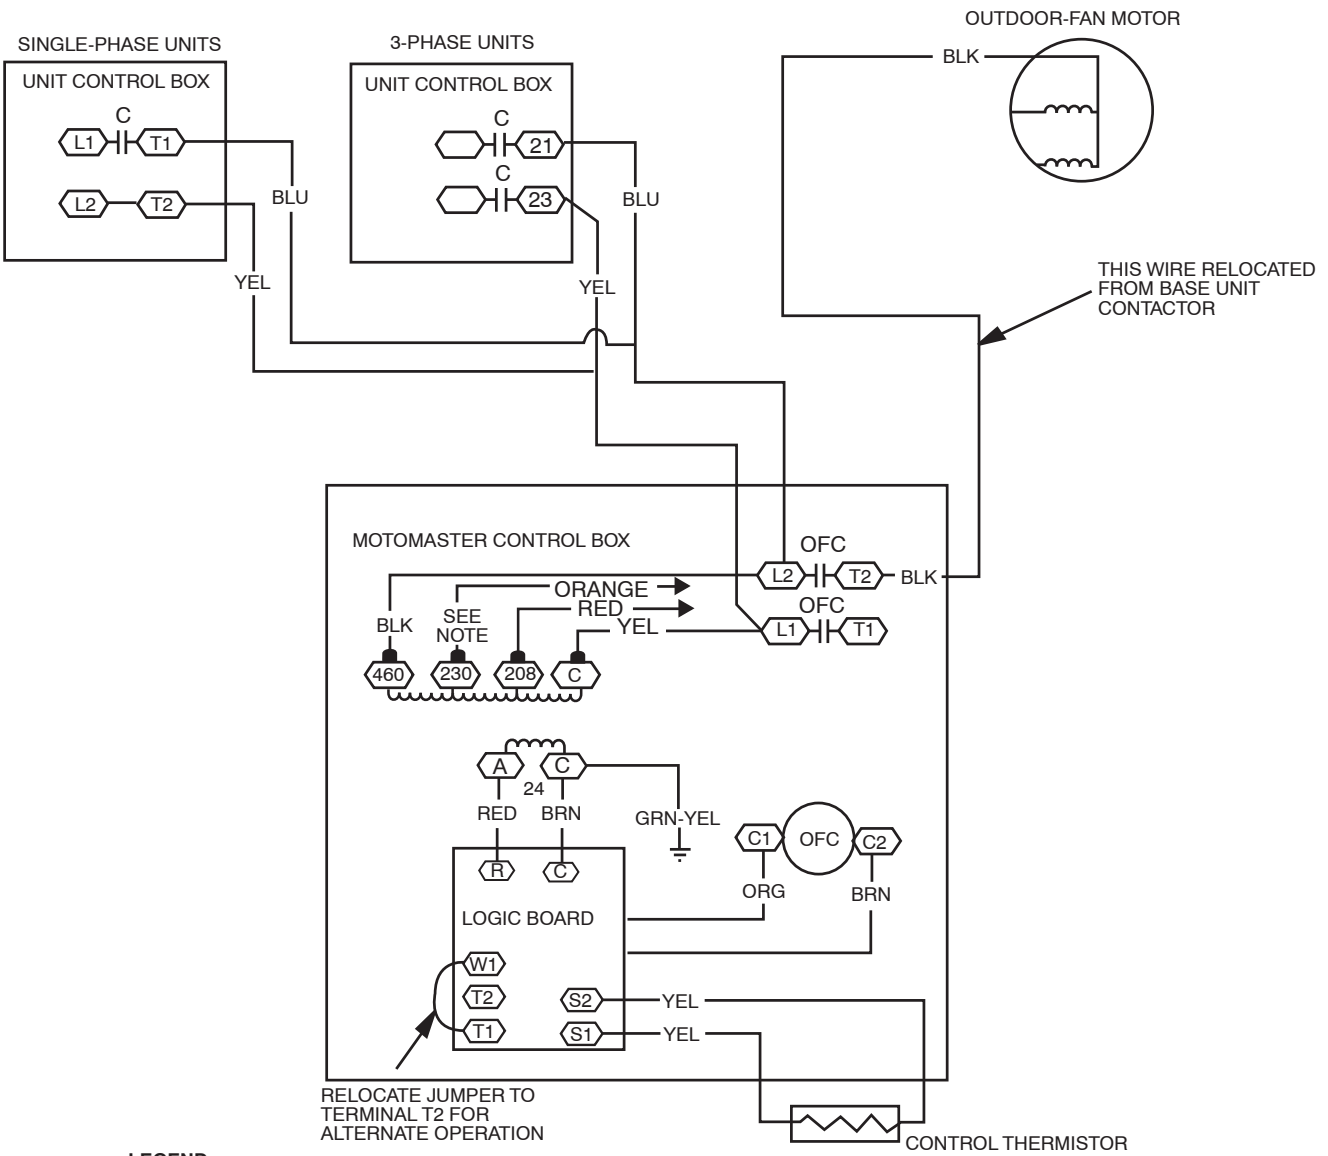 OUTDOOR-FAN MOTOR
SINGLE-PHASE UNITS
3-PHASE UNITS
BLK
UNIT CONTROL BOX
UNIT CONTROL BOX
C
L1
T1
C
21
L2
T2
C
23
BLU
BLU
YEL
YEL
THIS WIRE RELOCATED
FROM BASE UNIT
CONTACTOR
MOTOMASTER CONTROL BOX
OFC
L2
T2
BLK
ORANGE
RED
OFC
BLK
SEE
NOTE
YEL
L1
T1
460
230
208
C
A
C
24
RED
BRN
GRN-YEL
C1
OFC
C2
R
C
ORG
BRN
LOGIC BOARD
W1
T2
S2
YEL
T1
S1
YEL
RELOCATE JUMPER TO
TERMINAL T2 FOR
ALTERNATE OPERATION
CONTROL THERMISTOR